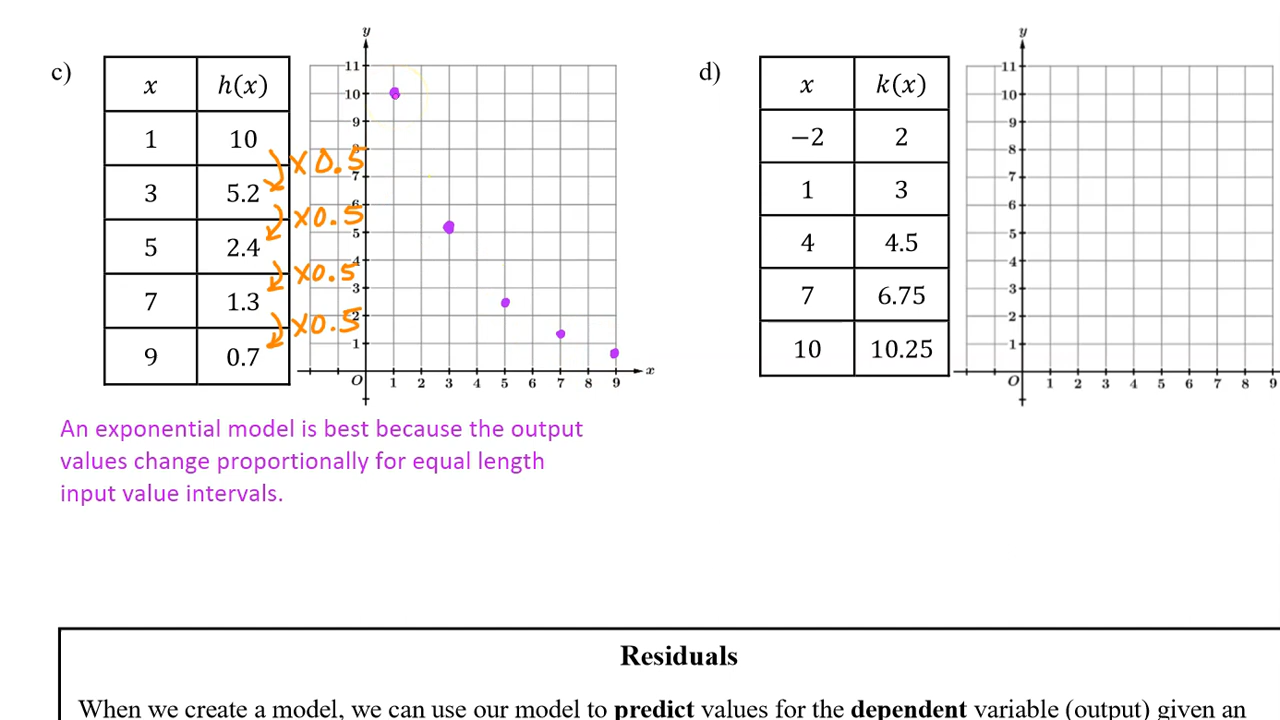 c)
x h(x)
1 10
3 5.2
5 2.4
7 1.3
9 0.7
×0.5
×0.5
×0.5
×0.5
y
11
10
9
8
7
6
5
4
3
2
1
O 1 2 3 4 5 6 7 8 9 x
An exponential model is best because the output
values change proportionally for equal length
input value intervals.
d)
x k(x)
−2 2
1 3
4 4.5
7 6.75
10 10.25
y
11
10
9
8
7
6
5
4
3
2
1
O 1 2 3 4 5 6 7 8 9
Residuals
When we create a model, we can use our model to predict values for the dependent variable (output) given an